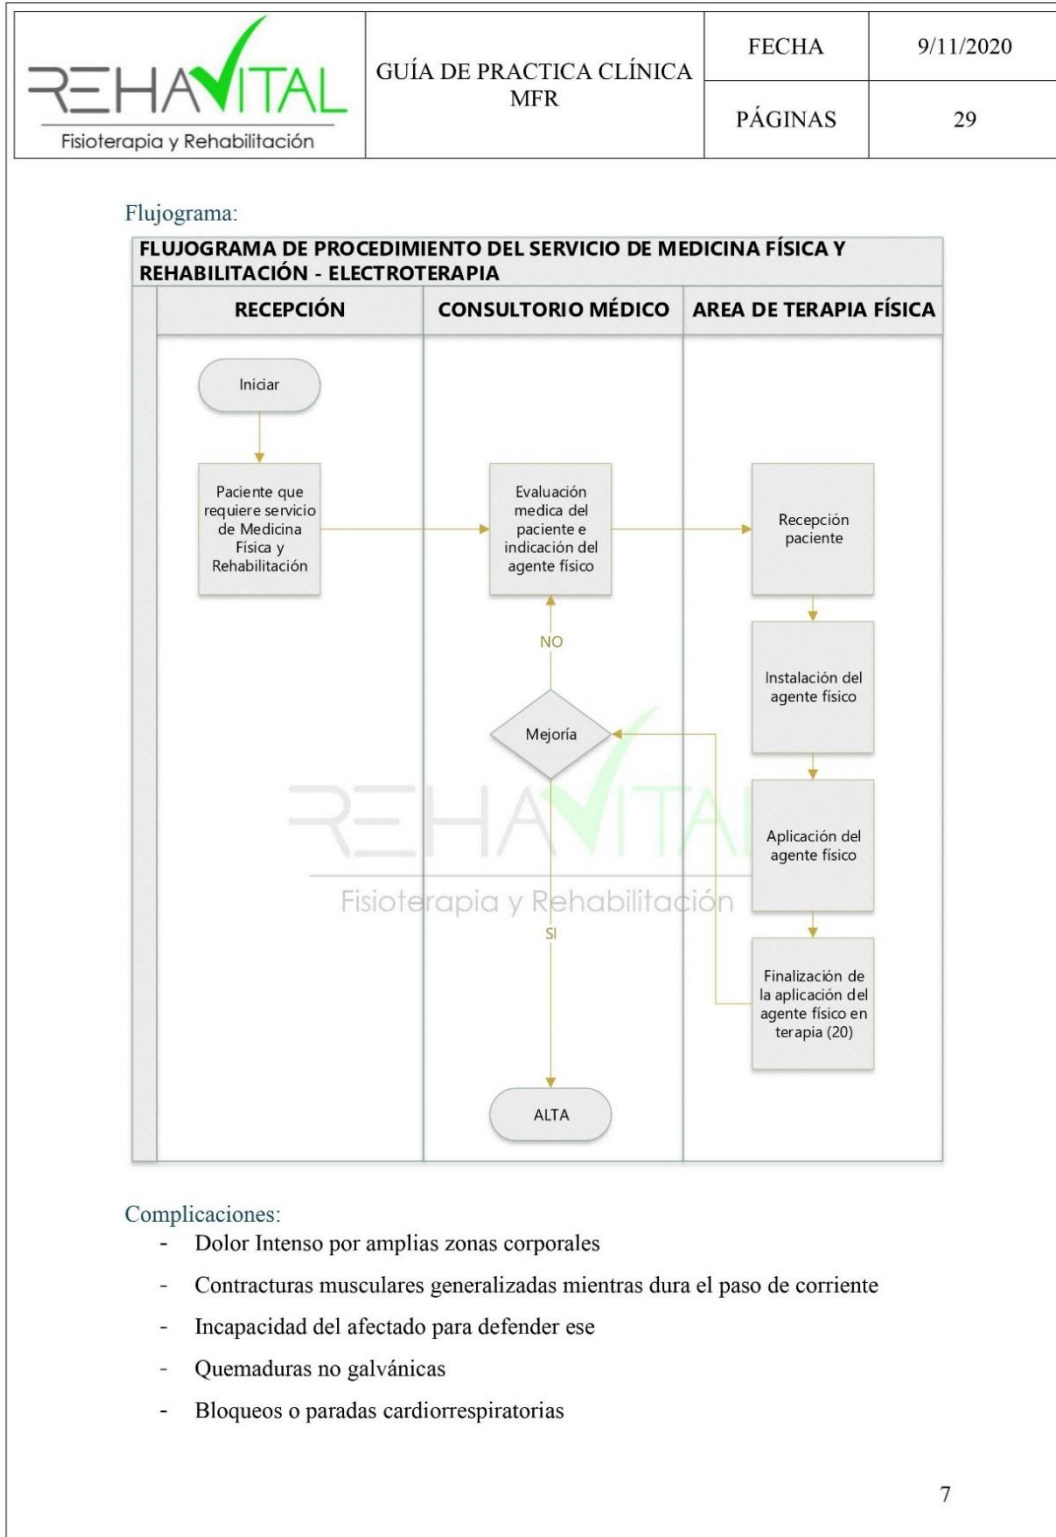 REHAVITAL
Fisioterapia y Rehabilitación
GUÍA DE PRACTICA CLÍNICA
MFR
FECHA
9/11/2020
PÁGINAS
29
Flujograma:
FLUJOGRAMA DE PROCEDIMIENTO DEL SERVICIO DE MEDICINA FÍSICA Y
REHABILITACIÓN - ELECTROTERAPIA
RECEPCIÓN
CONSULTORIO MÉDICO
AREA DE TERAPIA FÍSICA
Iniciar
Paciente que
requiere servicio
de Medicina
Física y
Rehabilitación
Evaluación
medica del
paciente e
indicación del
agente físico
Recepción
paciente
NO
Instalación del
agente físico
Mejoría
Aplicación del
agente físico
REHAVITAL
Fisioterapia y Rehabilitación
SI
Finalización de
la aplicación del
agente físico en
terapia (20)
ALTA
Complicaciones:
- Dolor Intenso por amplias zonas corporales
- Contracturas musculares generalizadas mientras dura el paso de corriente
- Incapacidad del afectado para defender ese
- Quemaduras no galvánicas
- Bloqueos o paradas cardiorrespiratorias
7